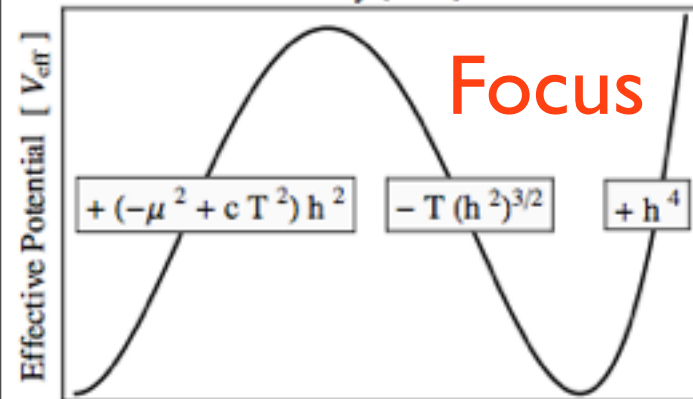 Focus
Effective Potential [ V_eff ]
+ (−μ² + c T²) h²
− T (h²)^{3/2}
+ h⁴